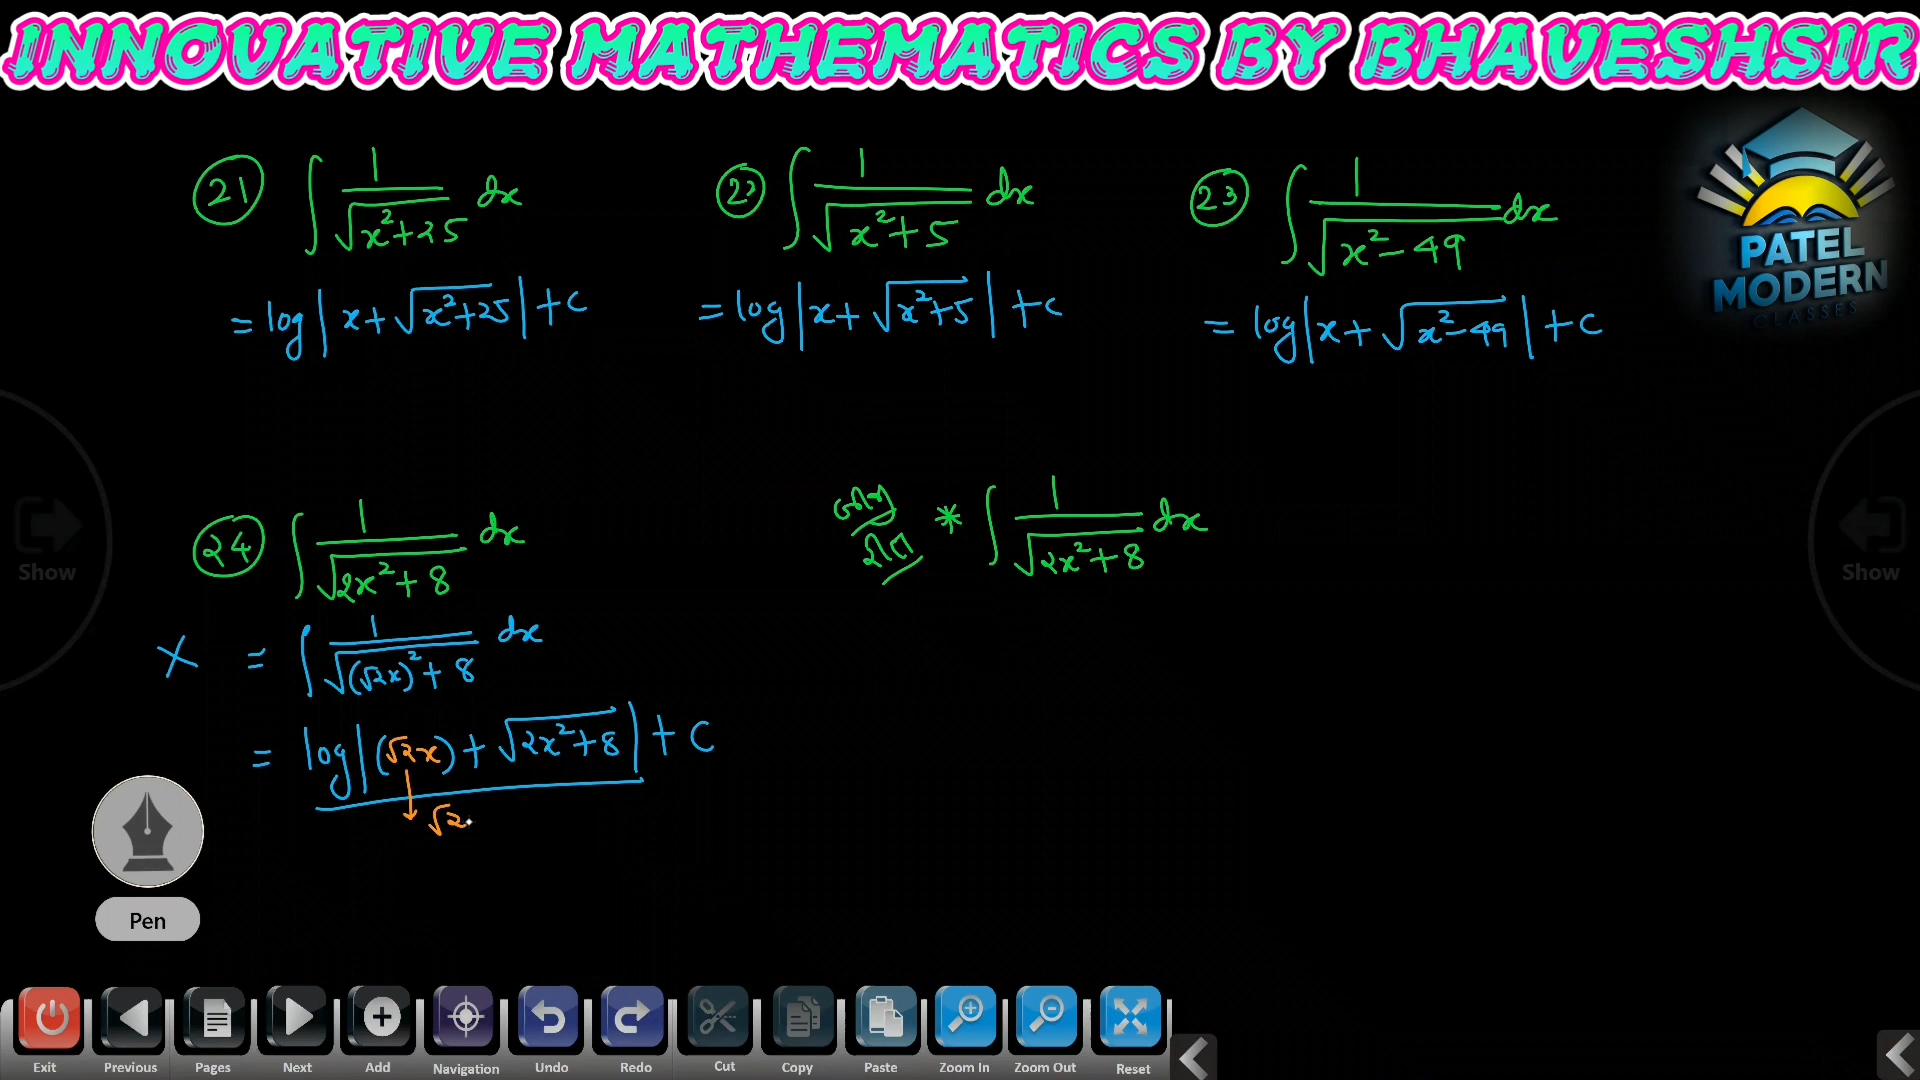 INNOVATIVE MATHEMATICS BY BHAVESHSIR
PATEL
MODERN
CLASSES
(21) ∫ 1/√(x²+25) dx
= log|x+√(x²+25)|+c
(22) ∫ 1/√(x²+5) dx
= log|x+√(x²+5)|+c
(23) ∫ 1/√(x²-49) dx
= log|x+√(x²-49)|+c
(24) ∫ 1/√(2x²+8) dx
X = ∫ 1/√((√2x)²+8) dx
= log|(√2x)+√(2x²+8)|+c
↓ √2
* ∫ 1/√(2x²+8) dx
Show
Show
Pen
Exit
Previous
Pages
Next
Add
Navigation
Undo
Redo
Cut
Copy
Paste
Zoom In
Zoom Out
Reset